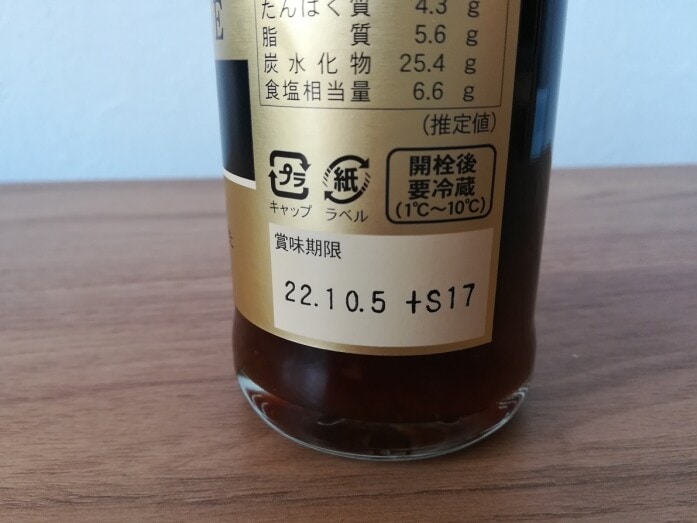 E
たんぱく質 4.3 g
脂質 5.6 g
炭水化物 25.4 g
食塩相当量 6.6 g
(推定値)
プラ
キャップ
紙
ラベル
開栓後
要冷蔵
(1℃〜10℃)
賞味期限
22.10.5 +S17